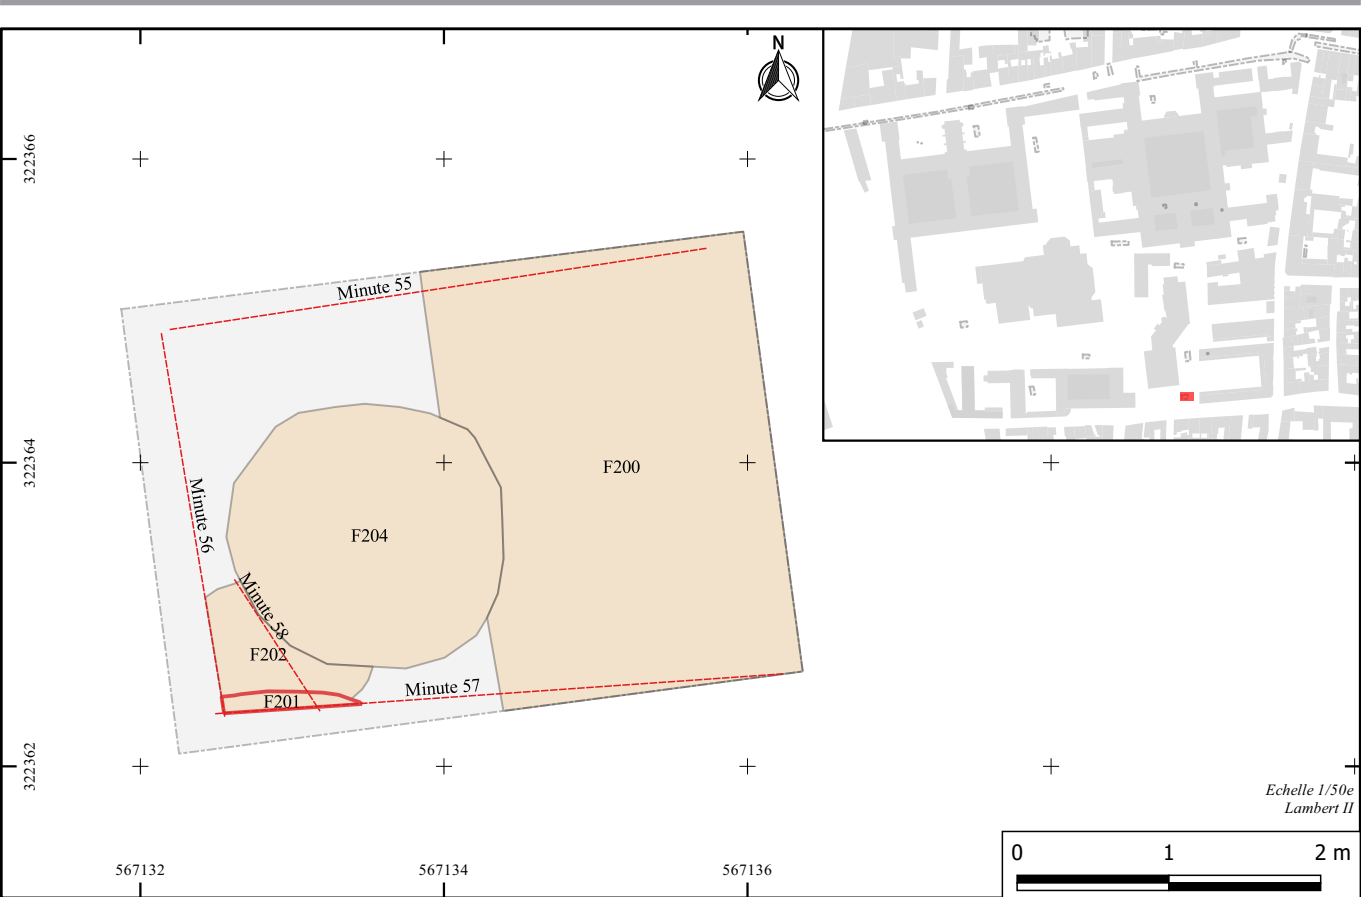 N
322366
Minute 55
322364
F200
Minute 56
F204
Minute 58
F202
Minute 57
F201
322362
Echelle 1/50e
Lambert II
567132
567134
567136
0 1 2 m